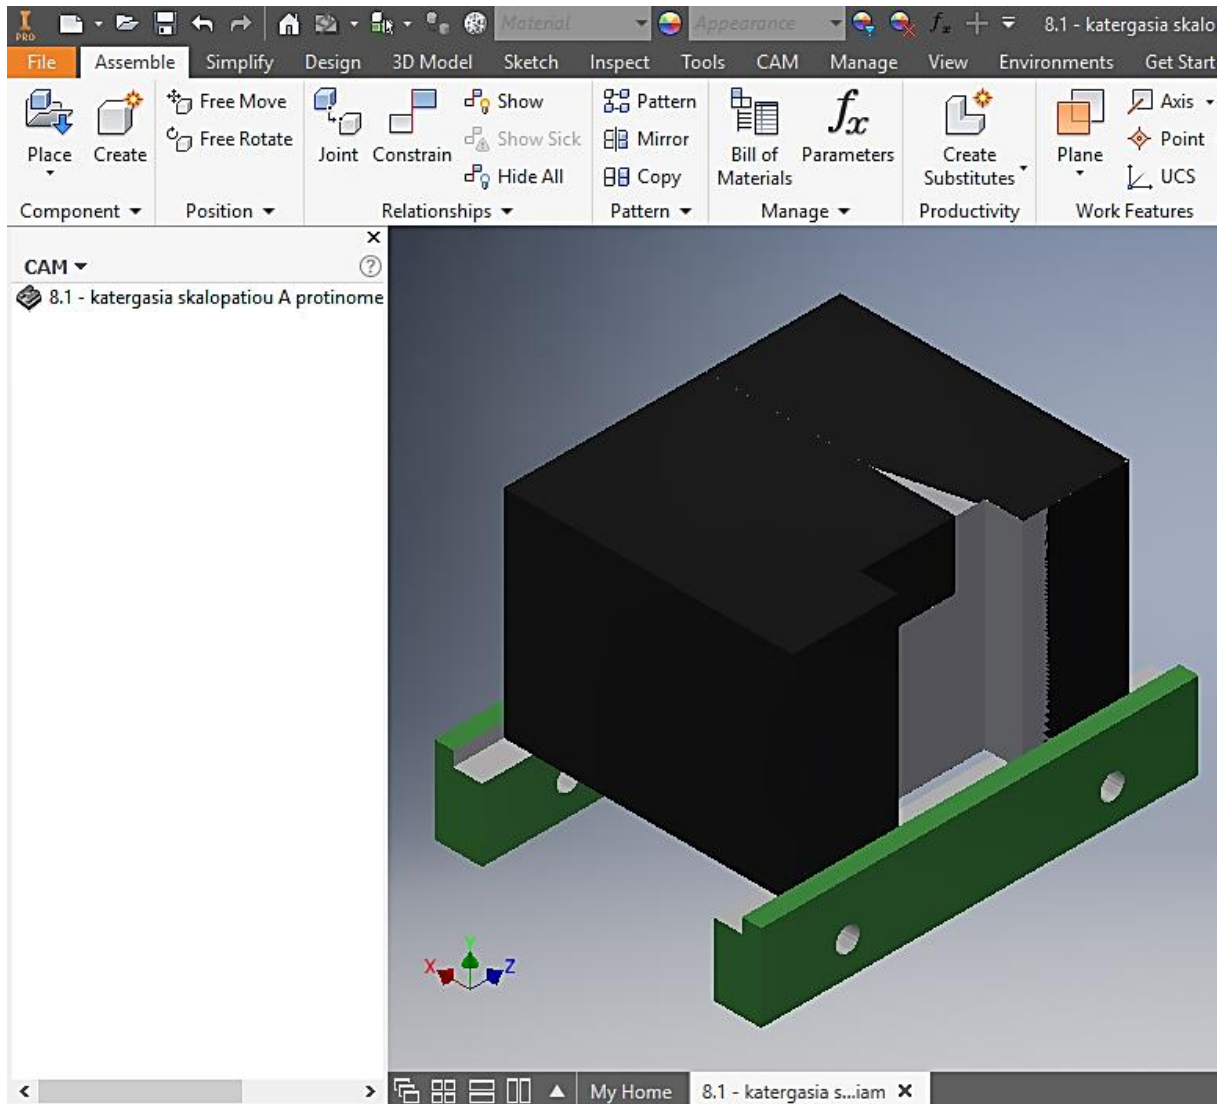 PRO Material Appearance fx 8.1 - katergasia skalo
File Assemble Simplify Design 3D Model Sketch Inspect Tools CAM Manage View Environments Get Start
Free Move Show Pattern Axis
Free Rotate Show Sick Mirror Point
Place Create Joint Constrain Hide All Copy Bill of Materials fx Parameters Create Substitutes Plane UCS
Component Position Relationships Pattern Manage Productivity Work Features
CAM
8.1 - katergasia skalopatiou A protinome
Y
X Z
My Home 8.1 - katergasia s...iam